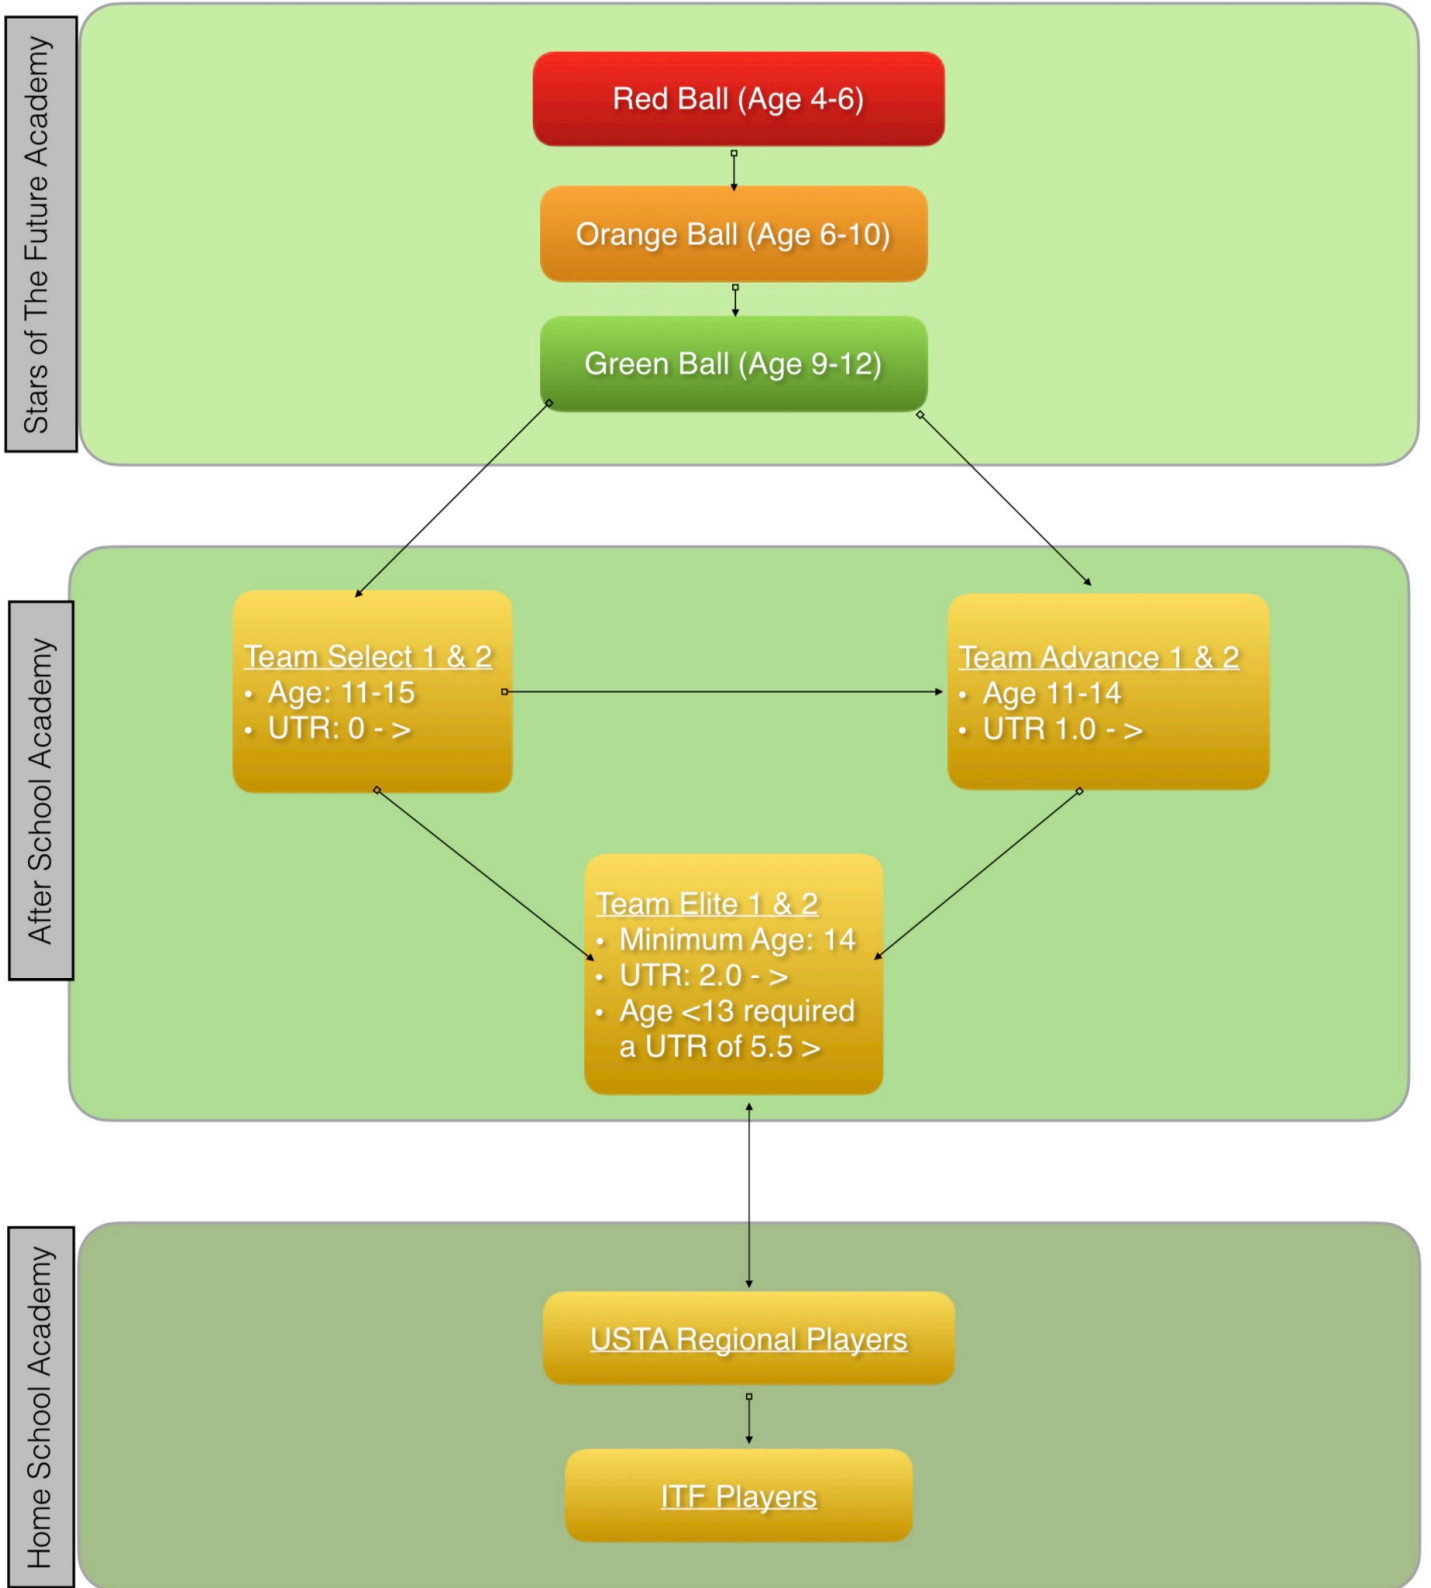 Stars of The Future Academy
Red Ball (Age 4-6)
Orange Ball (Age 6-10)
Green Ball (Age 9-12)
After School Academy
Team Select 1 & 2
• Age: 11-15
• UTR: 0 - >
Team Advance 1 & 2
• Age 11-14
• UTR 1.0 - >
Team Elite 1 & 2
• Minimum Age: 14
• UTR: 2.0 - >
• Age <13 required
a UTR of 5.5 >
Home School Academy
USTA Regional Players
ITF Players